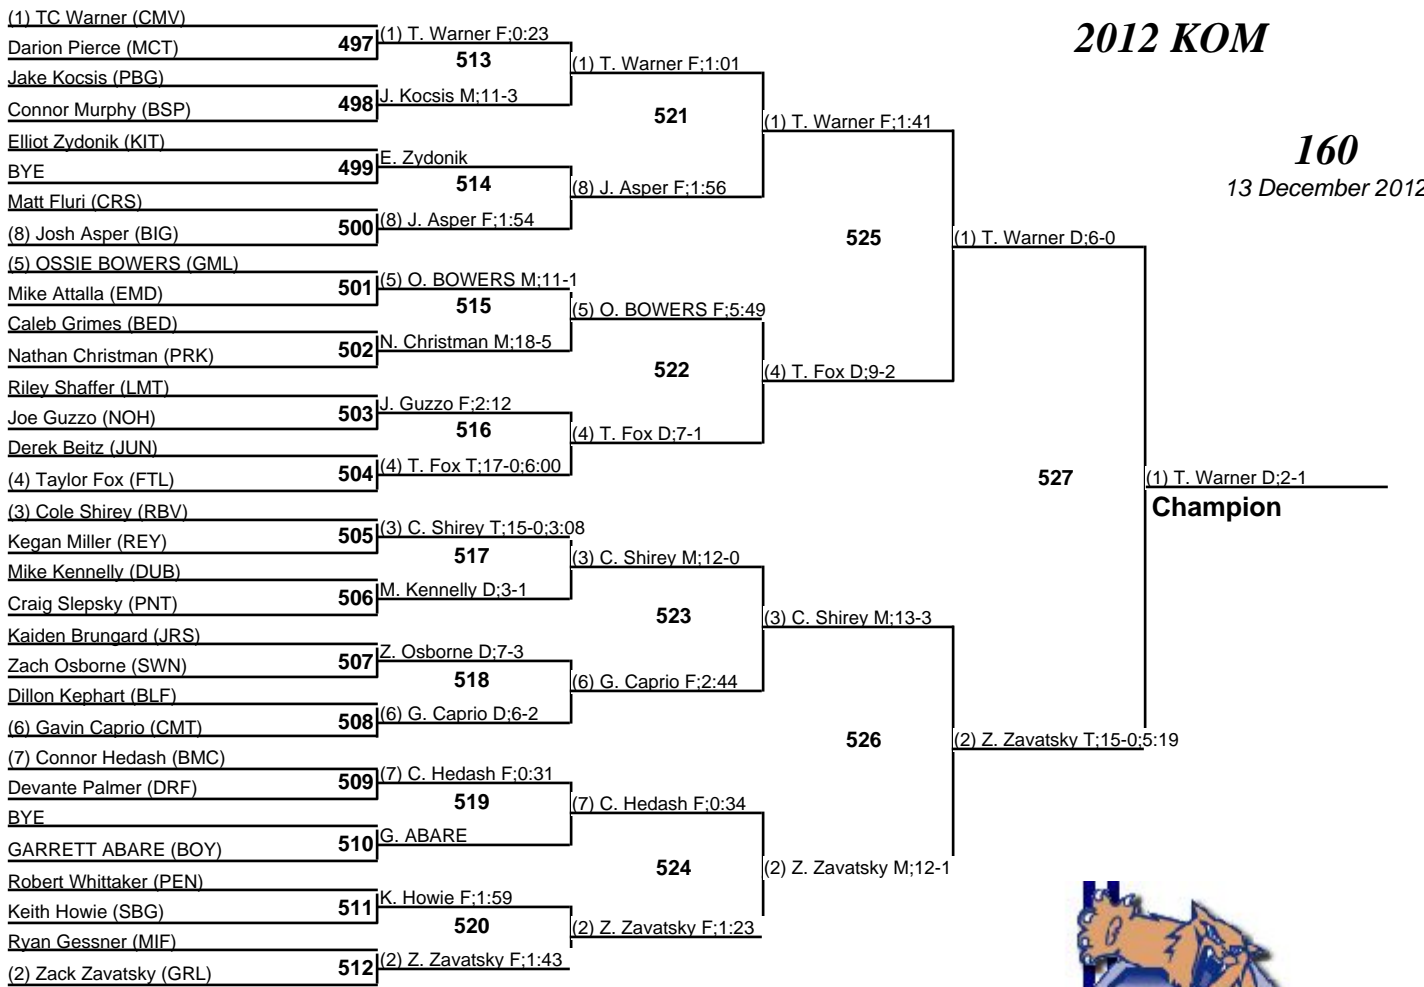 2012 KOM
160
13 December 2012
(1) TC Warner (CMV)
Darion Pierce (MCT)
Jake Kocsis (PBG)
Connor Murphy (BSP)
Elliot Zydonik (KIT)
BYE
Matt Fluri (CRS)
(8) Josh Asper (BIG)
(5) OSSIE BOWERS (GML)
Mike Attalla (EMD)
Caleb Grimes (BED)
Nathan Christman (PRK)
Riley Shaffer (LMT)
Joe Guzzo (NOH)
Derek Beitz (JUN)
(4) Taylor Fox (FTL)
(3) Cole Shirey (RBV)
Kegan Miller (REY)
Mike Kennelly (DUB)
Craig Slepsky (PNT)
Kaiden Brungard (JRS)
Zach Osborne (SWN)
Dillon Kephart (BLF)
(6) Gavin Caprio (CMT)
(7) Connor Hedash (BMC)
Devante Palmer (DRF)
BYE
GARRETT ABARE (BOY)
Robert Whittaker (PEN)
Keith Howie (SBG)
Ryan Gessner (MIF)
(2) Zack Zavatsky (GRL)
497
498
499
500
501
502
503
504
505
506
507
508
509
510
511
512
(1) T. Warner F;0:23
J. Kocsis M;11-3
E. Zydonik
(8) J. Asper F;1:54
(5) O. BOWERS M;11-1
N. Christman M;18-5
J. Guzzo F;2:12
(4) T. Fox T;17-0;6:00
(3) C. Shirey T;15-0;3:08
M. Kennelly D;3-1
Z. Osborne D;7-3
(6) G. Caprio D;6-2
(7) C. Hedash F;0:31
G. ABARE
K. Howie F;1:59
(2) Z. Zavatsky F;1:43
513
514
515
516
517
518
519
520
(1) T. Warner F;1:01
(8) J. Asper F;1:56
(5) O. BOWERS F;5:49
(4) T. Fox D;7-1
(3) C. Shirey M;12-0
(6) G. Caprio F;2:44
(7) C. Hedash F;0:34
(2) Z. Zavatsky F;1:23
521
522
523
524
(1) T. Warner F;1:41
(4) T. Fox D;9-2
(3) C. Shirey M;13-3
(2) Z. Zavatsky M;12-1
525
526
(1) T. Warner D;6-0
(2) Z. Zavatsky T;15-0;5:19
527
(1) T. Warner D;2-1
Champion